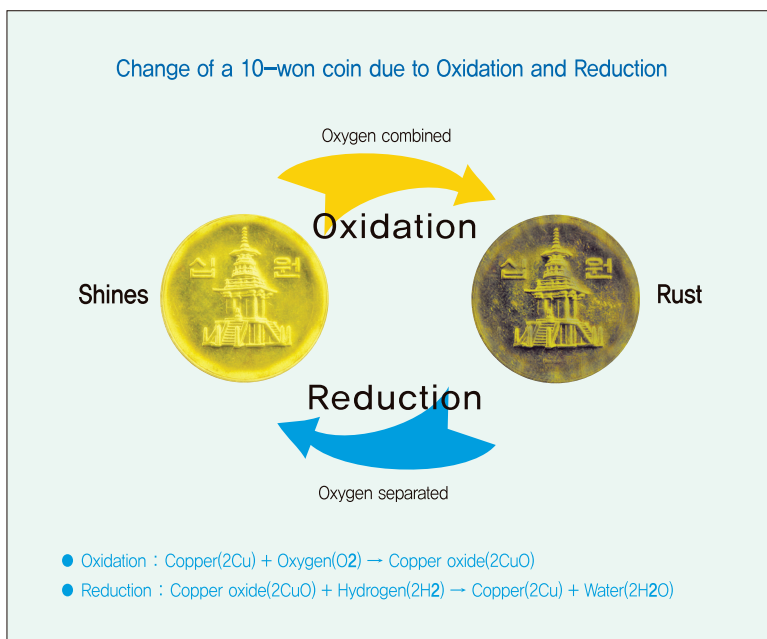 Change of a 10-won coin due to Oxidation and Reduction
Oxygen combined
Oxidation
십 원
Shines
십 원
Rust
Reduction
Oxygen separated
● Oxidation : Copper(2Cu) + Oxygen(O2) → Copper oxide(2CuO)
● Reduction : Copper oxide(2CuO) + Hydrogen(2H2) → Copper(2Cu) + Water(2H2O)